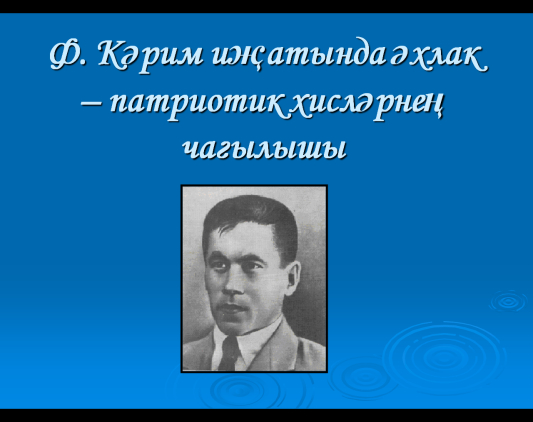 Ф. Кәрим иҗатында әхлак
– патриотик хисләрнең
чагылышы